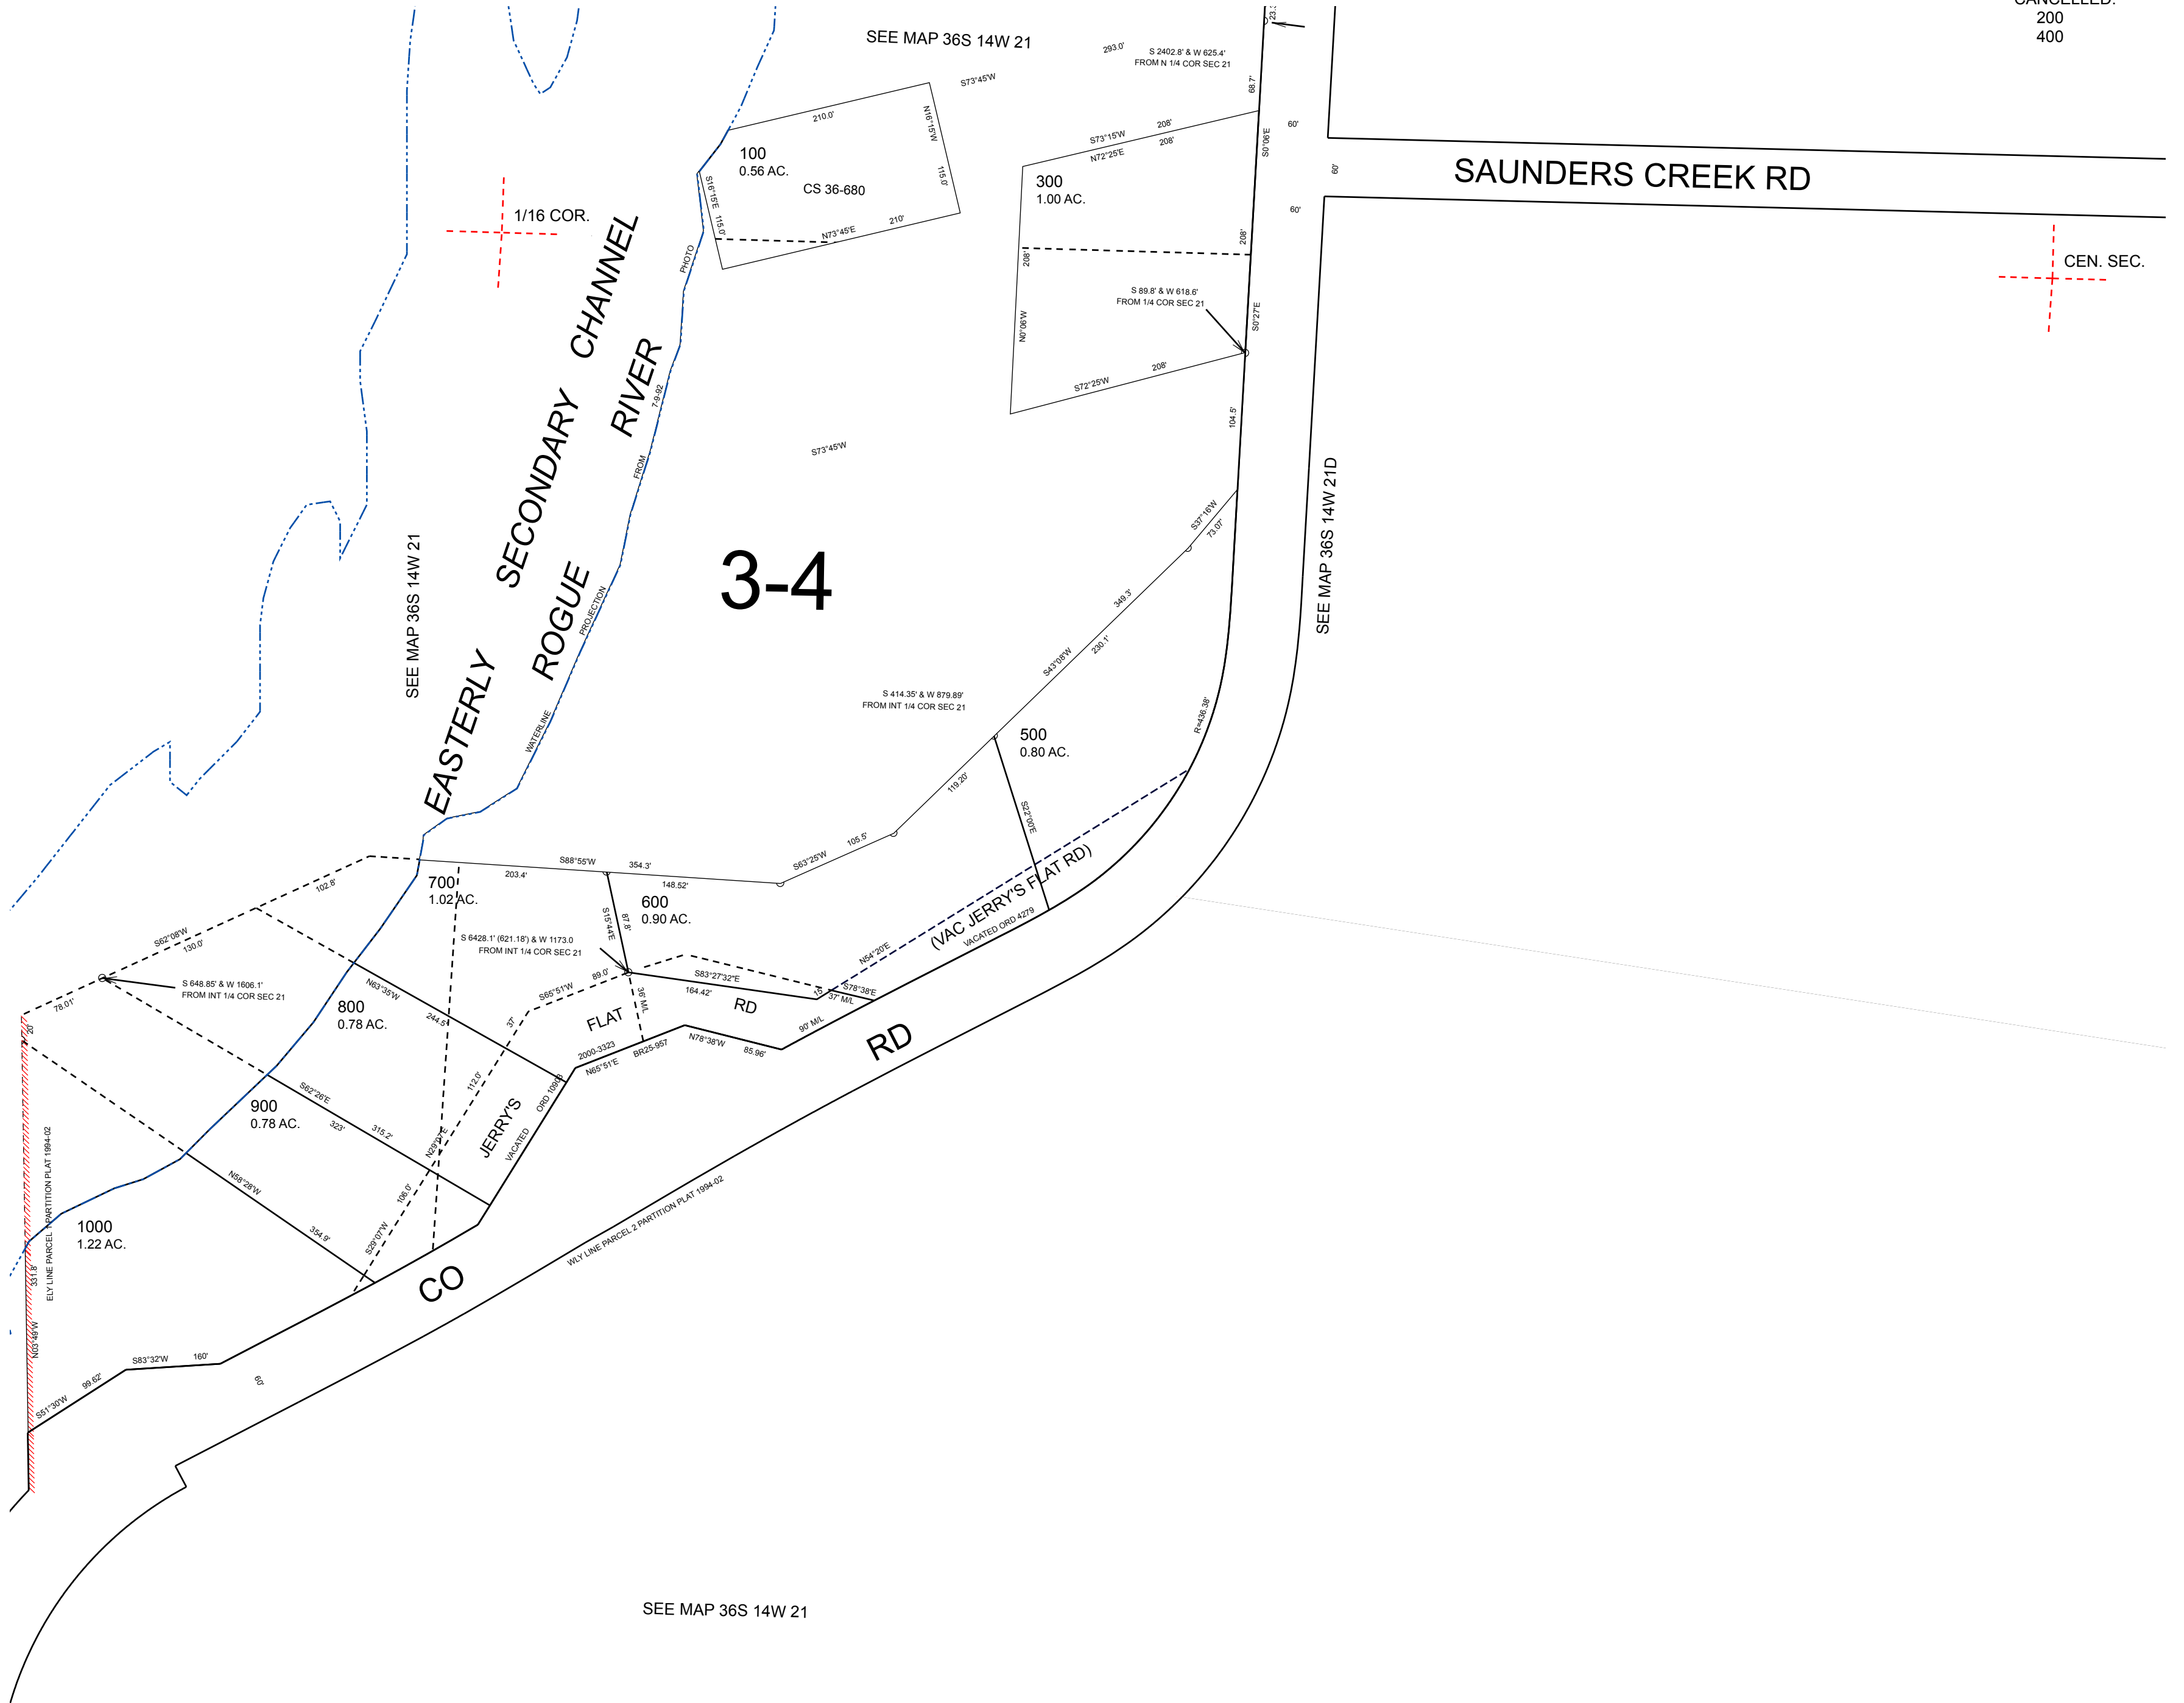 CANCELLED:
200
400
SEE MAP 36S 14W 21
293.0'
S 2402.8' & W 625.4'
FROM N 1/4 COR SEC 21
S73°45'W
68.7'
210.0'
N16°15'W
115.0'
100
0.56 AC.
CS 36-680
S16°15'E
115.0'
N73°45'E
210'
S73°15'W
208'
N72°25'E
208'
S0°06'E
60'
60'
60'
SAUNDERS CREEK RD
300
1.00 AC.
208'
208'
N0°06'W
S 89.8' & W 618.6'
FROM 1/4 COR SEC 21
S0°27'E
S72°25'W
208'
104.5'
1/16 COR.
CEN. SEC.
EASTERLY SECONDARY CHANNEL
ROGUE RIVER
WATERLINE PROJECTION FROM PHOTO
7-9-92
S73°45'W
SEE MAP 36S 14W 21
SEE MAP 36S 14W 21D
3-4
S37°16'W
73.07'
349.3'
S43°08'W
230.1'
S 414.35' & W 879.89'
FROM INT 1/4 COR SEC 21
500
0.80 AC.
R=436.38'
119.20'
S22°00'E
S63°25'W
105.5'
S88°55'W
354.3'
203.4'
148.52'
700
1.02 AC.
600
0.90 AC.
S15°44'E
87.8'
S 6428.1' (621.18') & W 1173.0
FROM INT 1/4 COR SEC 21
(VAC JERRY'S FLAT RD)
VACATED ORD 4279
N54°20'E
102.8'
S62°08'W
130.0'
S 648.85' & W 1606.1'
FROM INT 1/4 COR SEC 21
78.01'
20'
N63°35'W
244.5'
800
0.78 AC.
S65°51'W
89.0'
37'
36' M/L
S83°27'32"E
164.42'
15'
S78°38'E
37' M/L
JERRY'S FLAT RD
2000-3323
N65°51'E
BR25-957
N78°38'W
85.96'
90' M/L
CO RD
112.0'
VACATED
ORD 10903
N29°07'E
S62°26'E
323'
315.2'
900
0.78 AC.
N58°28'W
354.9'
106.0'
S29°07'W
1000
1.22 AC.
ELY LINE PARCEL 1 PARTITION PLAT 1994-02
331.8'
N03°49'W
WLY LINE PARCEL 2 PARTITION PLAT 1994-02
S83°32'W
160'
S51°30'W
99.62'
60'
SEE MAP 36S 14W 21